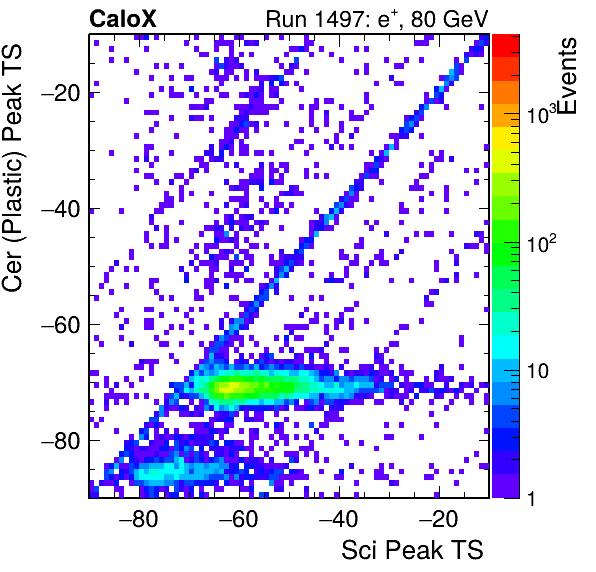 CaloX Run 1497: e+, 80 GeV
Cer (Plastic) Peak TS
−20
−40
−60
−80
−80 −60 −40 −20
Sci Peak TS
Events
10³
10²
10
1